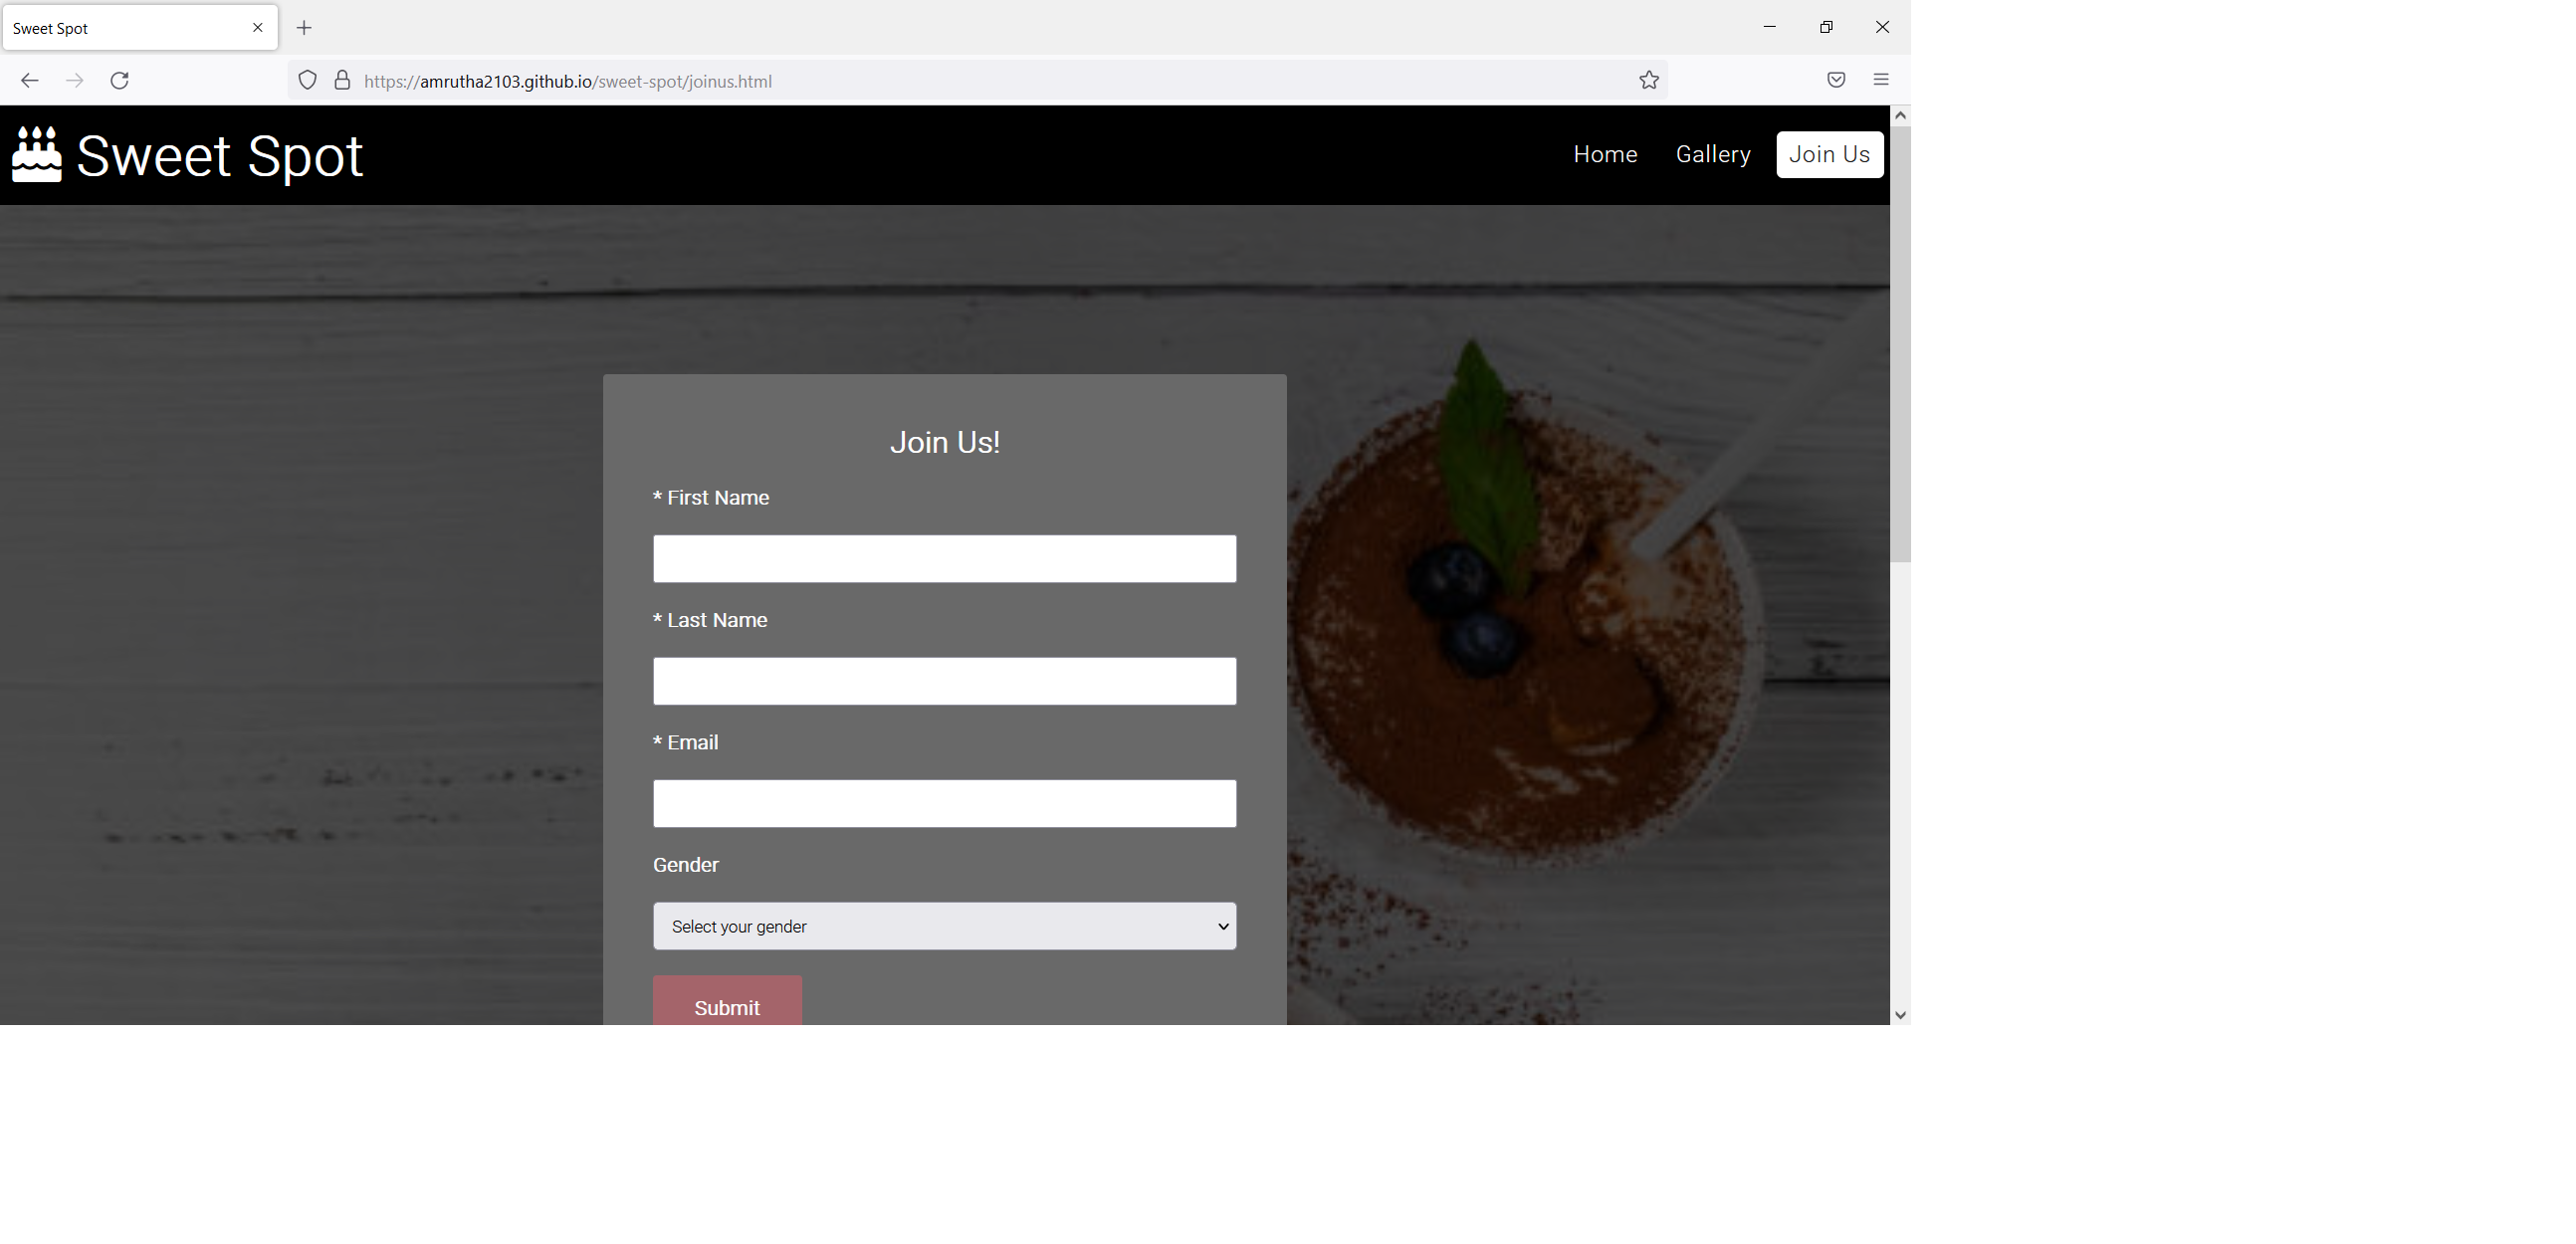 Sweet Spot
https://amrutha2103.github.io/sweet-spot/joinus.html
Sweet Spot
Home Gallery Join Us
Join Us!
* First Name
* Last Name
* Email
Gender
Select your gender
Submit